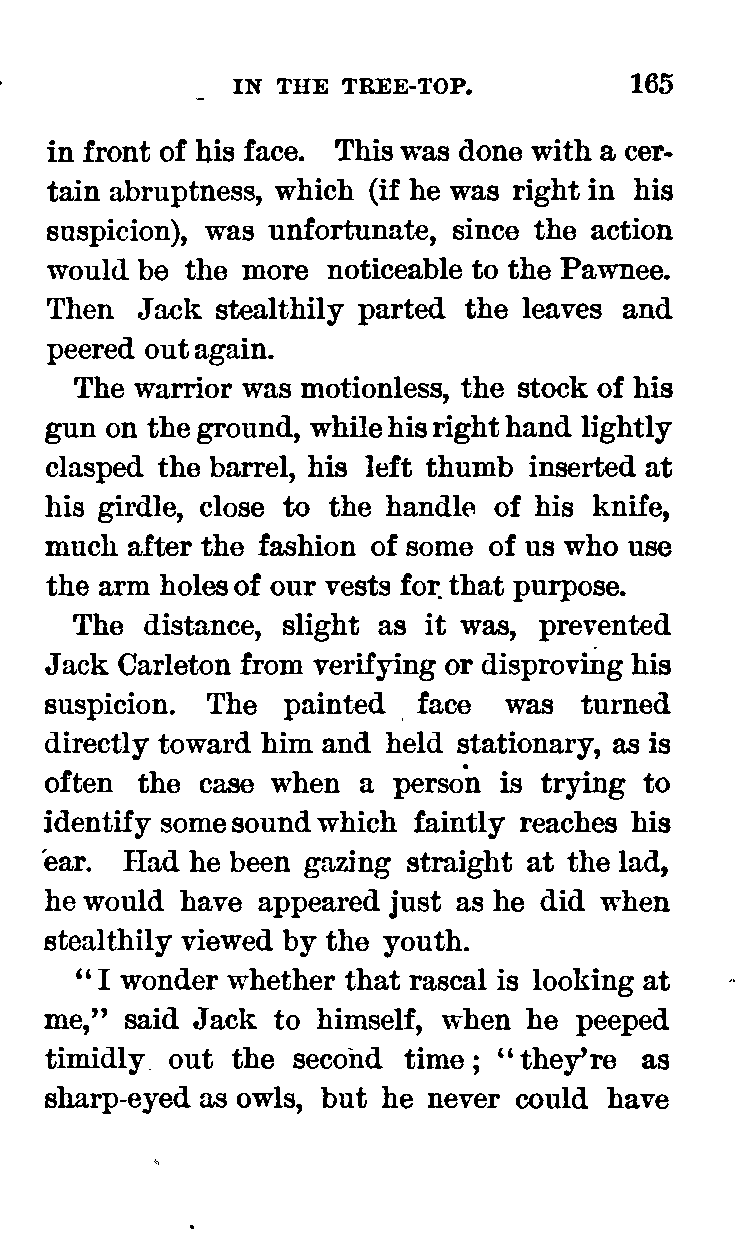 IN THE TREE-TOP. 165
in front of his face. This was done with a cer-
tain abruptness, which (if he was right in his
suspicion), was unfortunate, since the action
would be the more noticeable to the Pawnee.
Then Jack stealthily parted the leaves and
peered out again.
The warrior was motionless, the stock of his
gun on the ground, while his right hand lightly
clasped the barrel, his left thumb inserted at
his girdle, close to the handle of his knife,
much after the fashion of some of us who use
the arm holes of our vests for that purpose.
The distance, slight as it was, prevented
Jack Carleton from verifying or disproving his
suspicion. The painted face was turned
directly toward him and held stationary, as is
often the case when a person is trying to
identify some sound which faintly reaches his
ear. Had he been gazing straight at the lad,
he would have appeared just as he did when
stealthily viewed by the youth.
“I wonder whether that rascal is looking at
me,” said Jack to himself, when he peeped
timidly out the second time; “they’re as
sharp-eyed as owls, but he never could have